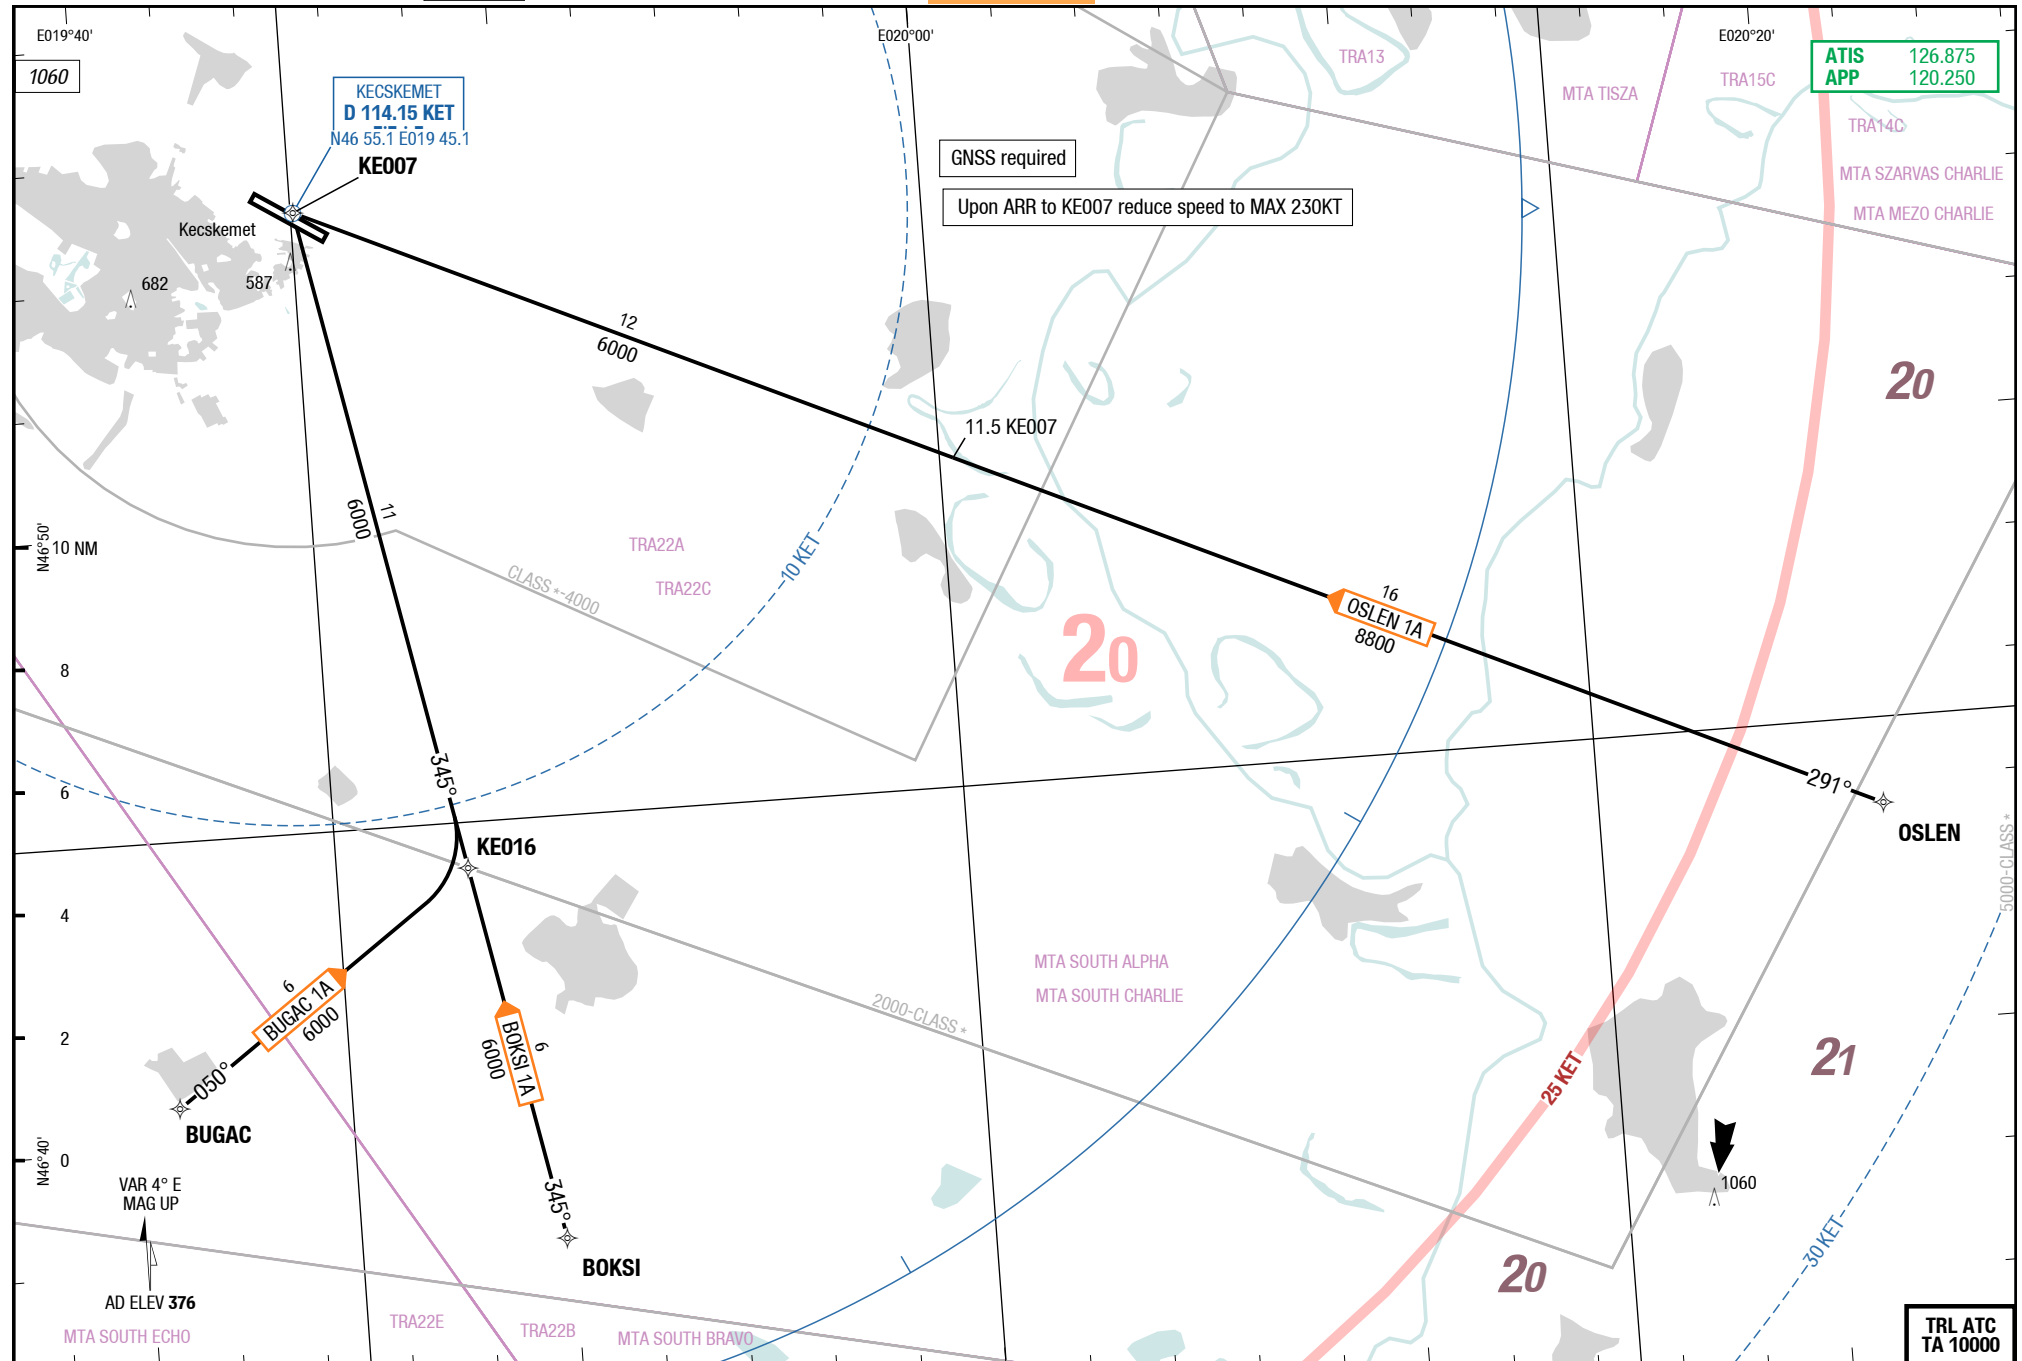 E019°40'
E020°00'
E020°20'
1060
ATIS 126.875
APP 120.250
KECSKEMET
D 114.15 KET
N46 55.1 E019 45.1
KE007
TRA13
MTA TISZA
TRA15C
TRA14C
MTA SZARVAS CHARLIE
MTA MEZO CHARLIE
GNSS required
Upon ARR to KE007 reduce speed to MAX 230KT
Kecskemet
682
587
12
6000
20
11.5 KE007
11
6000
N46°50'
10 NM
TRA22A
TRA22C
CLASS *-4000
10 KET
16
OSLEN 1A
8800
20
8
6
4
2
0
345°
291°
OSLEN
5000-CLASS *
KE016
MTA SOUTH ALPHA
MTA SOUTH CHARLIE
2000-CLASS *
6
BUGAC 1A
6000
6
BOKSI 1A
6000
050°
BUGAC
25 KET
21
N46°40'
1060
VAR 4° E
MAG UP
345°
BOKSI
30 KET
20
AD ELEV 376
MTA SOUTH ECHO
TRA22E
TRA22B
MTA SOUTH BRAVO
TRL ATC
TA 10000